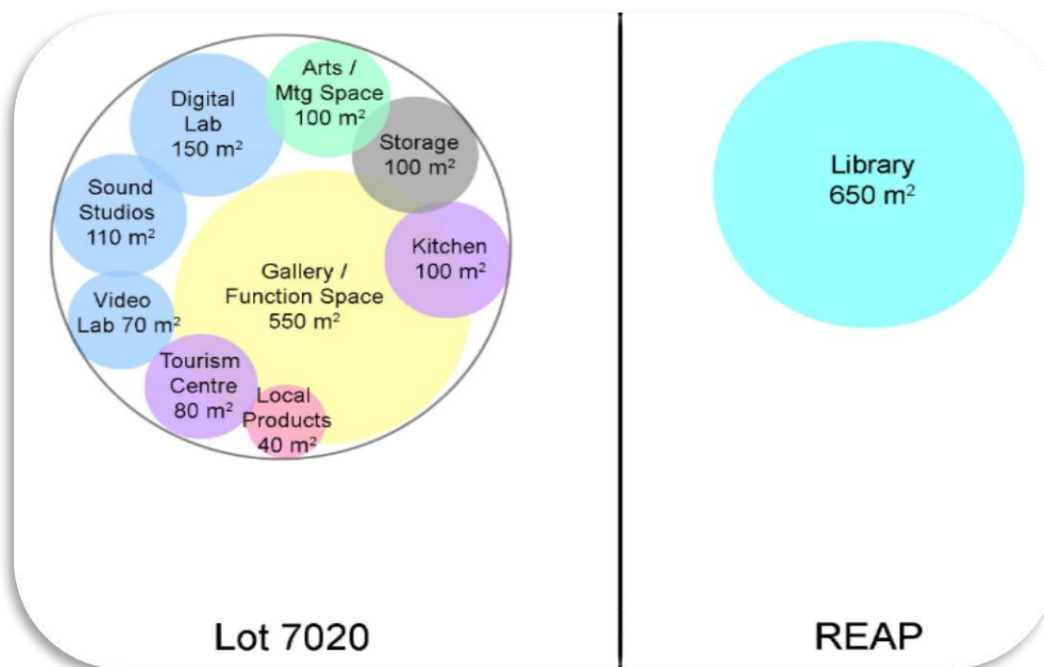 Arts /
Mtg Space
100 m²
Digital
Lab
150 m²
Storage
100 m²
Sound
Studios
110 m²
Kitchen
100 m²
Gallery /
Function Space
550 m²
Video
Lab 70 m²
Tourism
Centre
80 m²
Local
Products
40 m²
Lot 7020
Library
650 m²
REAP